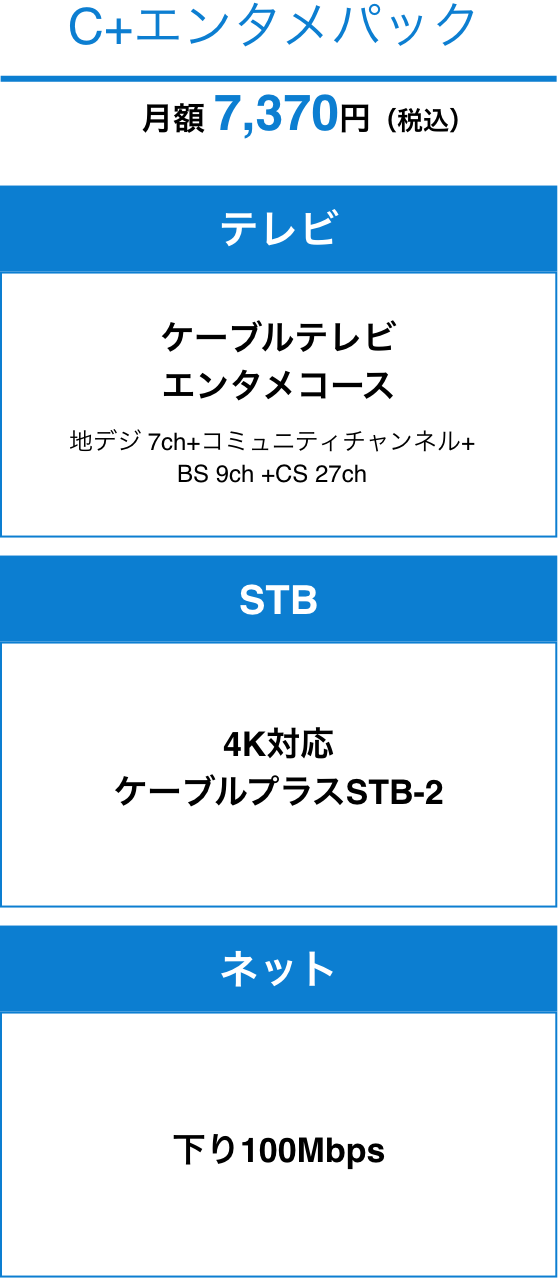 C+エンタメパック
月額 7,370円（税込）
テレビ
ケーブルテレビ
エンタメコース
地デジ 7ch+コミュニティチャンネル+
BS 9ch +CS 27ch
STB
4K対応
ケーブルプラスSTB-2
ネット
下り100Mbps